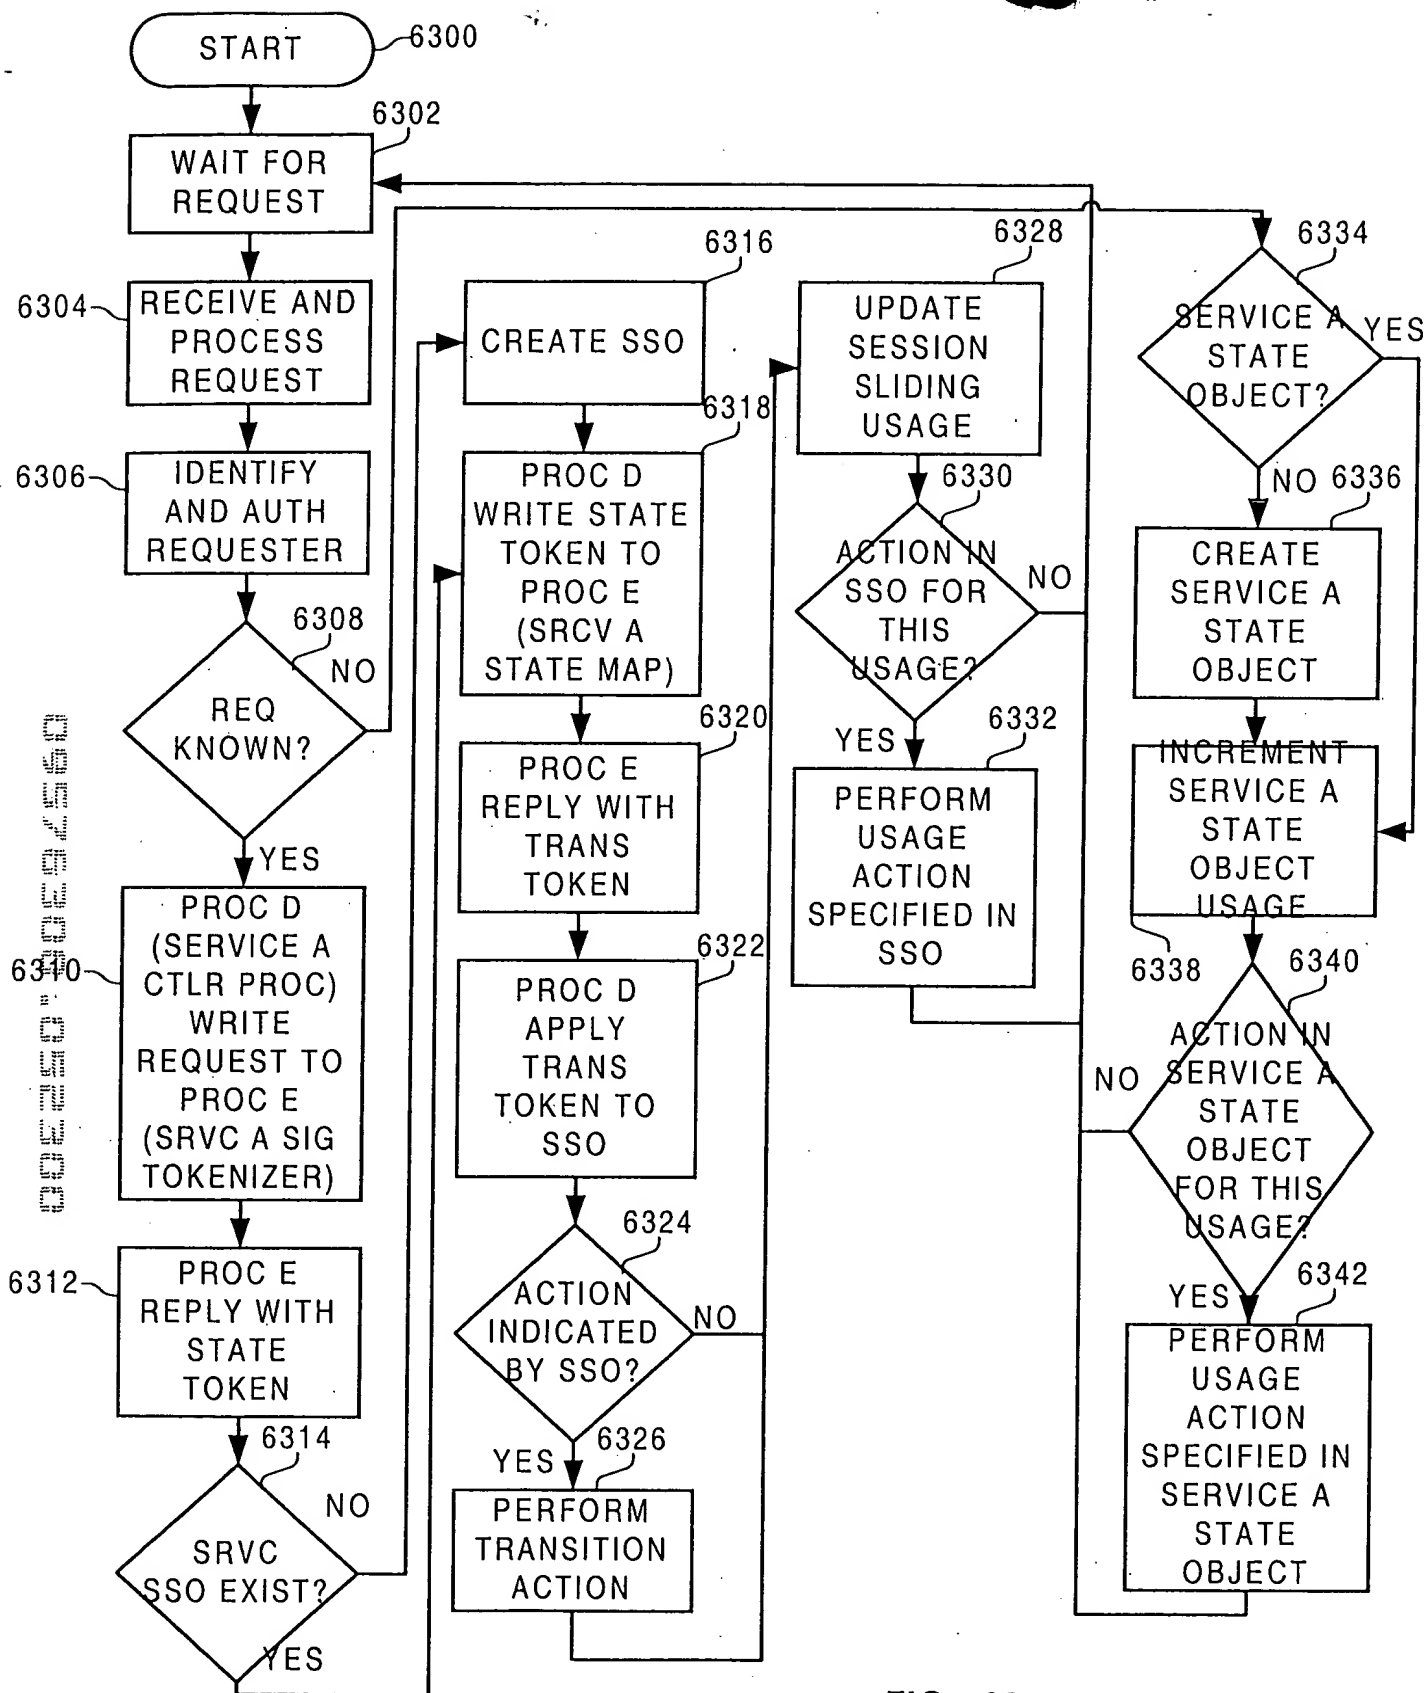 START
6300
6302
WAIT FOR
REQUEST
6304
RECEIVE AND
PROCESS
REQUEST
6306
IDENTIFY
AND AUTH
REQUESTER
6308
NO
REQ
KNOWN?
YES
6310
PROC D
(SERVICE A
CTLR PROC)
WRITE
REQUEST TO
PROC E
(SRVC A SIG
TOKENIZER)
6312
PROC E
REPLY WITH
STATE
TOKEN
6314
NO
SRVC
SSO EXIST?
YES
6316
CREATE SSO
6318
PROC D
WRITE STATE
TOKEN TO
PROC E
(SRCV A
STATE MAP)
6320
PROC E
REPLY WITH
TRANS
TOKEN
6322
PROC D
APPLY
TRANS
TOKEN TO
SSO
6324
ACTION
INDICATED
BY SSO?
NO
YES
6326
PERFORM
TRANSITION
ACTION
6328
UPDATE
SESSION
SLIDING
USAGE
6330
ACTION IN
SSO FOR
THIS
USAGE?
NO
YES
6332
PERFORM
USAGE
ACTION
SPECIFIED IN
SSO
6334
SERVICE A
STATE
OBJECT?
YES
NO
6336
CREATE
SERVICE A
STATE
OBJECT
INCREMENT
SERVICE A
STATE
OBJECT
USAGE
6338
6340
ACTION IN
SERVICE A
STATE
OBJECT
FOR THIS
USAGE?
NO
YES
6342
PERFORM
USAGE
ACTION
SPECIFIED IN
SERVICE A
STATE
OBJECT